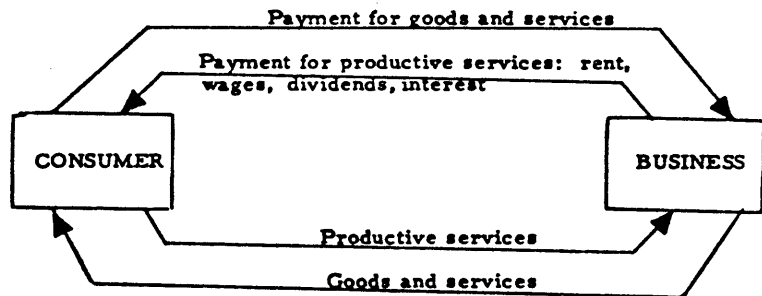 Payment for goods and services
Payment for productive services: rent,
wages, dividends, interest
CONSUMER
BUSINESS
Productive services
Goods and services